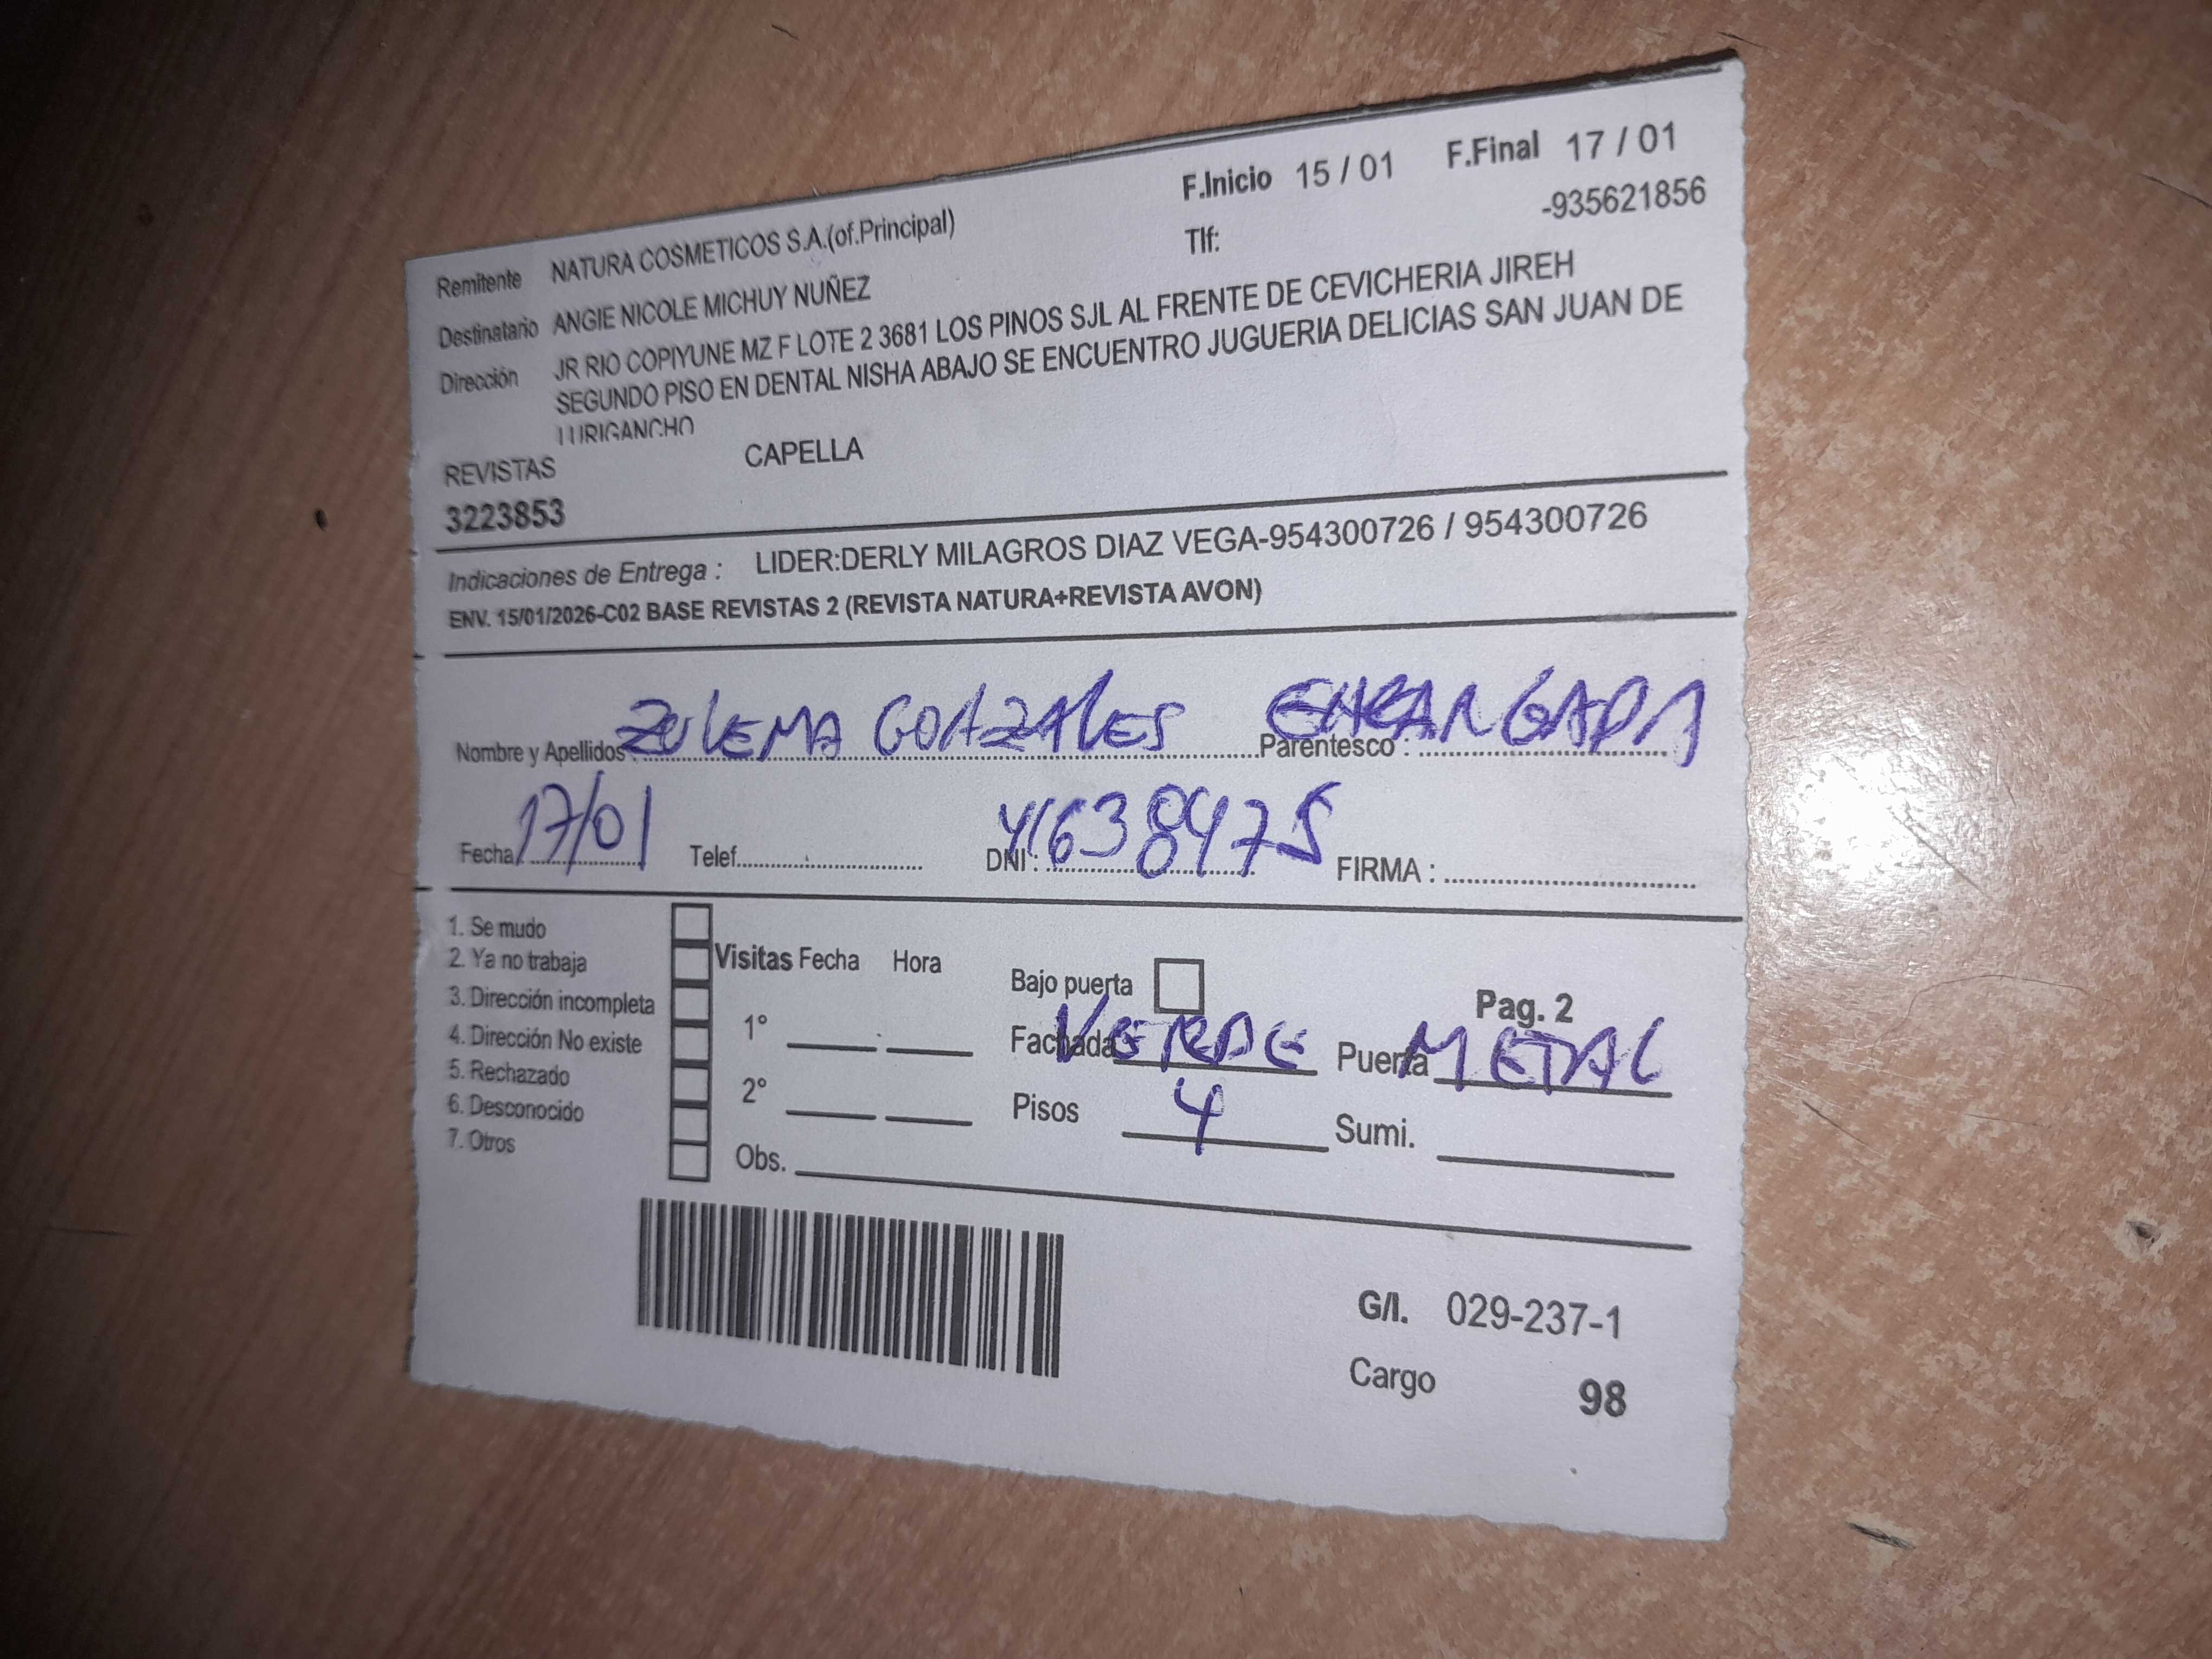 F.Inicio 15 / 01 F.Final 17 / 01
Remitente NATURA COSMETICOS S.A.(of.Principal) Tlf: -935621856
Destinatario ANGIE NICOLE MICHUY NUÑEZ
Dirección JR RIO COPIYUNE MZ F LOTE 2 3681 LOS PINOS SJL AL FRENTE DE CEVICHERIA JIREH
SEGUNDO PISO EN DENTAL NISHA ABAJO SE ENCUENTRO JUGUERIA DELICIAS SAN JUAN DE
LURIGANCHO
REVISTAS CAPELLA
3223853
Indicaciones de Entrega : LIDER:DERLY MILAGROS DIAZ VEGA-954300726 / 954300726
ENV. 15/01/2026-C02 BASE REVISTAS 2 (REVISTA NATURA+REVISTA AVON)
Nombre y Apellidos : ZULEMA GONZALES Parentesco : ENCARGADA
Fecha 17/01 Telef. DNI : 41638475 FIRMA :
1. Se mudo
2. Ya no trabaja Visitas Fecha Hora Bajo puerta
3. Dirección incompleta Pag. 2
4. Dirección No existe 1° Fachada VERDE Puerta METAL
5. Rechazado
6. Desconocido 2° Pisos 4 Sumi.
7. Otros Obs.
G/I. 029-237-1
Cargo 98